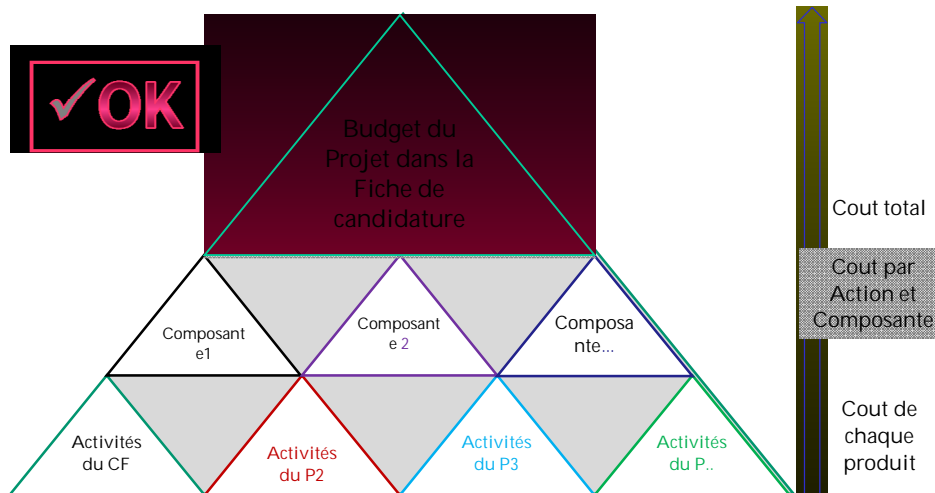 ✓OK
Budget du
Projet dans la
Fiche de
candidature
Cout total
Cout par
Action et
Composante
Composant
e1
Composant
e 2
Composa
nte...
Cout de
chaque
produit
Activités
du CF
Activités
du P2
Activités
du P3
Activités
du P..